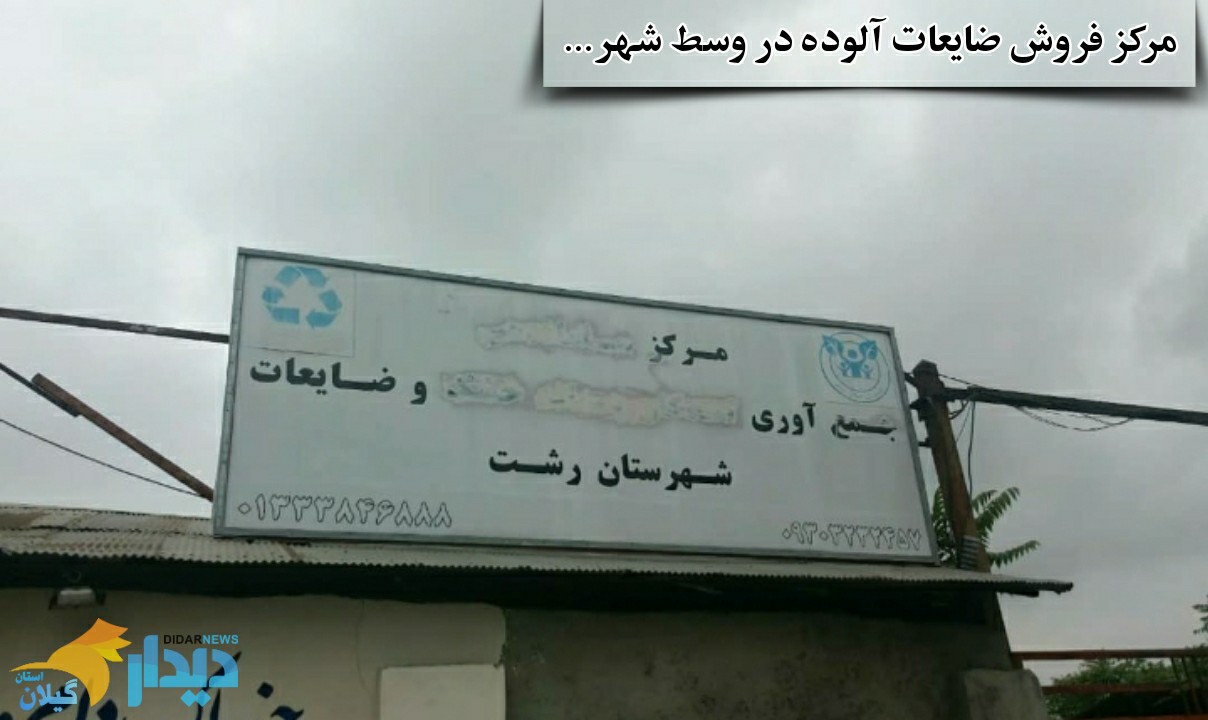 مرکز فروش ضایعات آلوده در وسط شهر...
مرکز
جمع آوری و ضایعات
شهرستان رشت
۰۱۳۳۳۸۴۶۸۸۸
۰۹۳۰۳۲۳۲۴۵۷
DIDARNEWS
دیدار
استان
گیلان